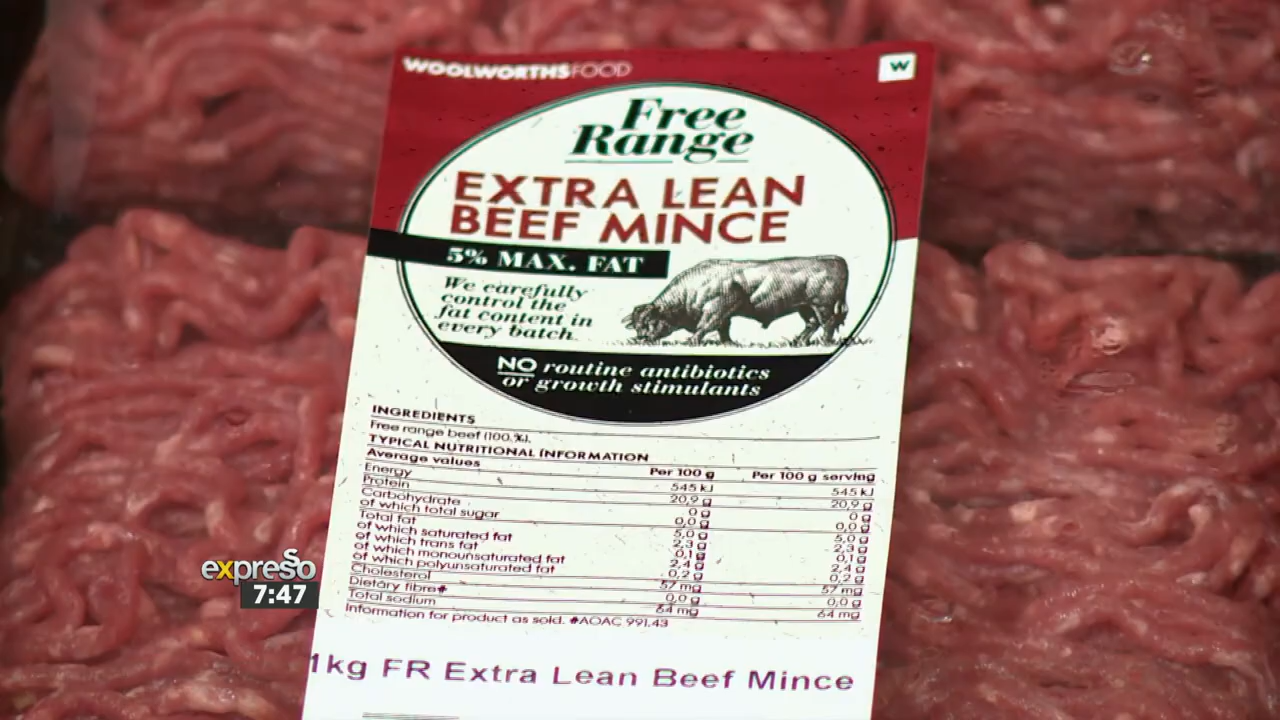 WOOLWORTHSFOOD
W
Free
Range
EXTRA LEAN
BEEF MINCE
5% MAX. FAT
We carefully
control the
fat content in
every batch
NO routine antibiotics
or growth stimulants
INGREDIENTS
Free range beef (100%).
TYPICAL NUTRITIONAL INFORMATION
Average values Per 100 g Per 100 g serving
Energy 545 kJ 545 kJ
Protein 20,9 g 20,9 g
Carbohydrate 0 g 0 g
of which total sugar 0,0 g 0,0 g
Total fat 5,0 g 5,0 g
of which saturated fat 2,3 g 2,3 g
of which trans fat 0,1 g 0,1 g
of which monounsaturated fat 2,4 g 2,4 g
of which polyunsaturated fat 0,2 g 0,2 g
Cholesterol 57 mg 57 mg
Dietary fibre# 0,0 g 0,0 g
Total sodium 64 mg 64 mg
Information for product as sold. #AOAC 991.43
1kg FR Extra Lean Beef Mince
expresso
7:47